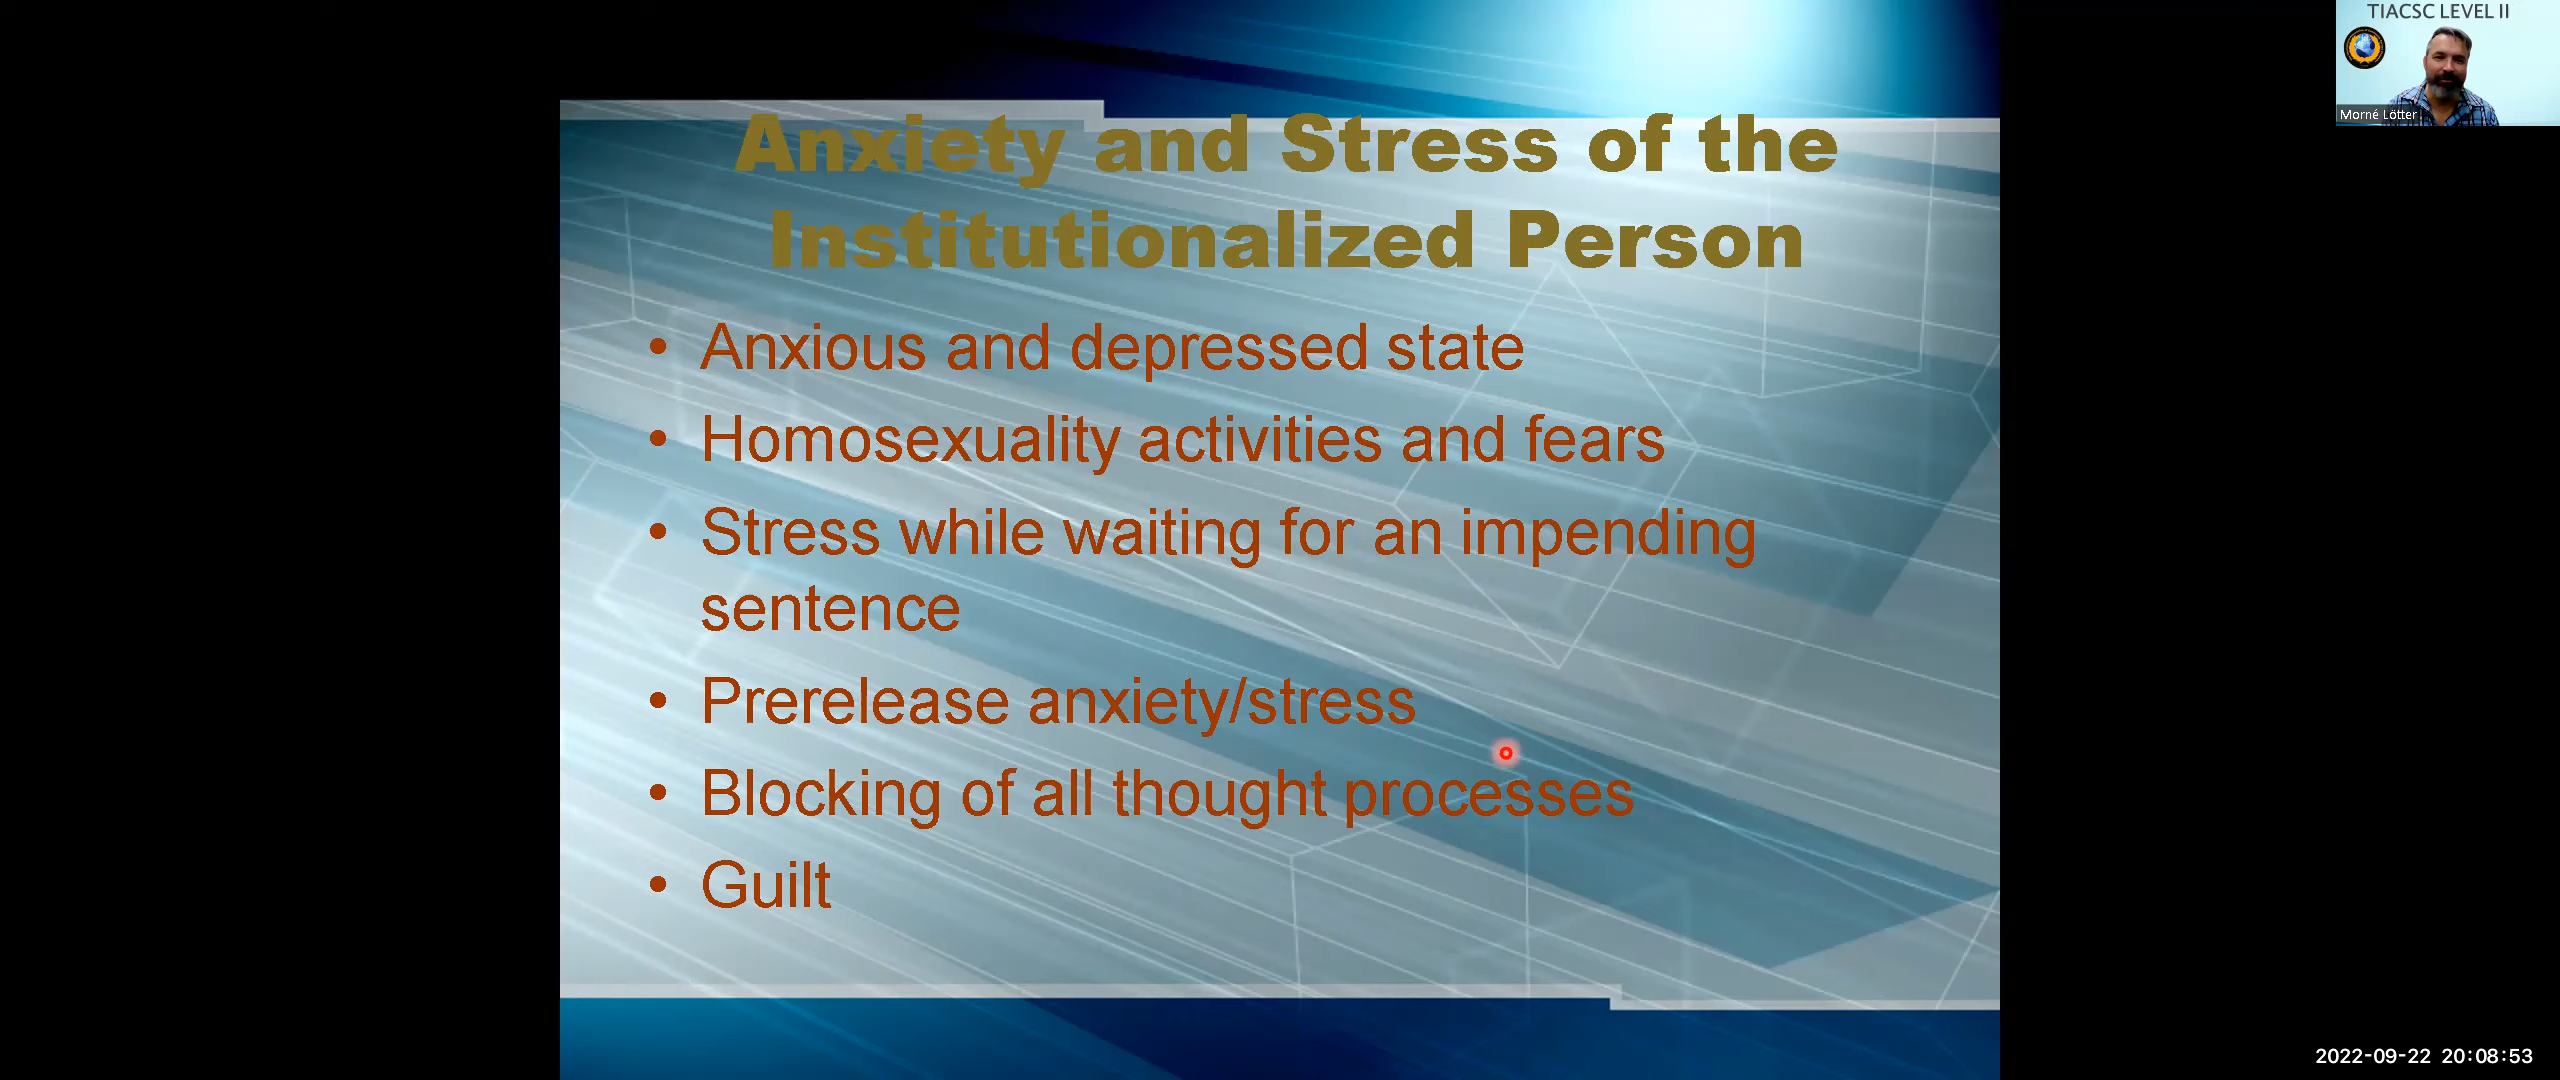 TIACSC LEVEL II
Morné Lötter
Anxiety and Stress of the
Institutionalized Person
• Anxious and depressed state
• Homosexuality activities and fears
• Stress while waiting for an impending
sentence
• Prerelease anxiety/stress
• Blocking of all thought processes
• Guilt
2022-09-22 20:08:53